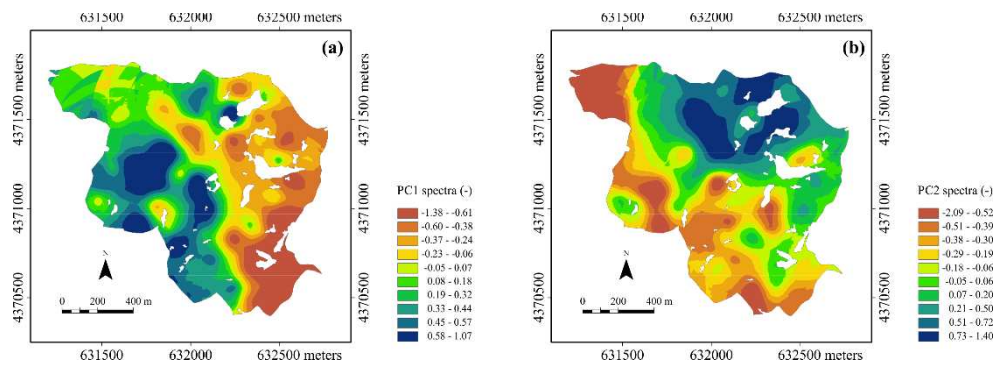 631500 632000 632500 meters
(a)
4371500 meters
4371000
4370500
PC1 spectra (-)
-1.38 - -0.61
-0.60 - -0.38
-0.37 - -0.24
-0.23 - -0.06
-0.05 - 0.07
0.08 - 0.18
0.19 - 0.32
0.33 - 0.44
0.45 - 0.57
0.58 - 1.07
N
0 200 400 m
4371500 meters
4371000
4370500
631500 632000 632500 meters
631500 632000 632500 meters
(b)
4371500 meters
4371000
4370500
PC2 spectra (-)
-2.09 - -0.52
-0.51 - -0.39
-0.38 - -0.30
-0.29 - -0.19
-0.18 - -0.06
-0.05 - 0.06
0.07 - 0.20
0.21 - 0.50
0.51 - 0.72
0.73 - 1.40
N
0 200 400 m
4371500 meters
4371000
4370500
631500 632000 632500 meters